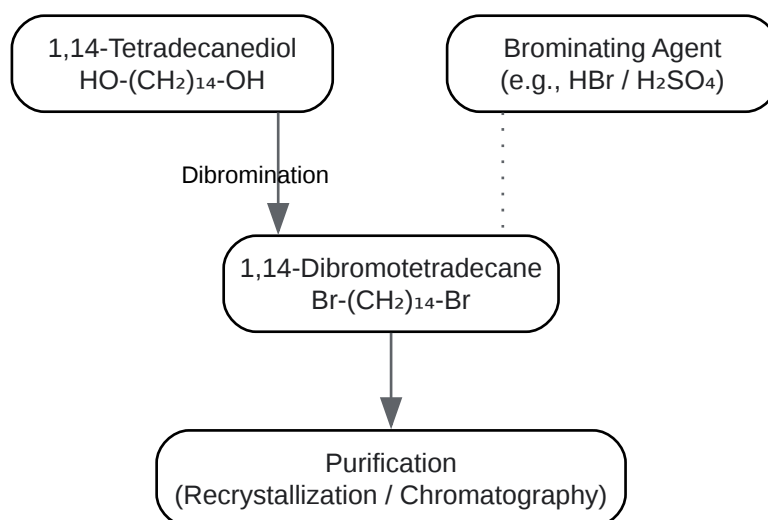 1,14-Tetradecanediol
HO-(CH₂)₁₄-OH
Brominating Agent
(e.g., HBr / H₂SO₄)
Dibromination
1,14-Dibromotetradecane
Br-(CH₂)₁₄-Br
Purification
(Recrystallization / Chromatography)